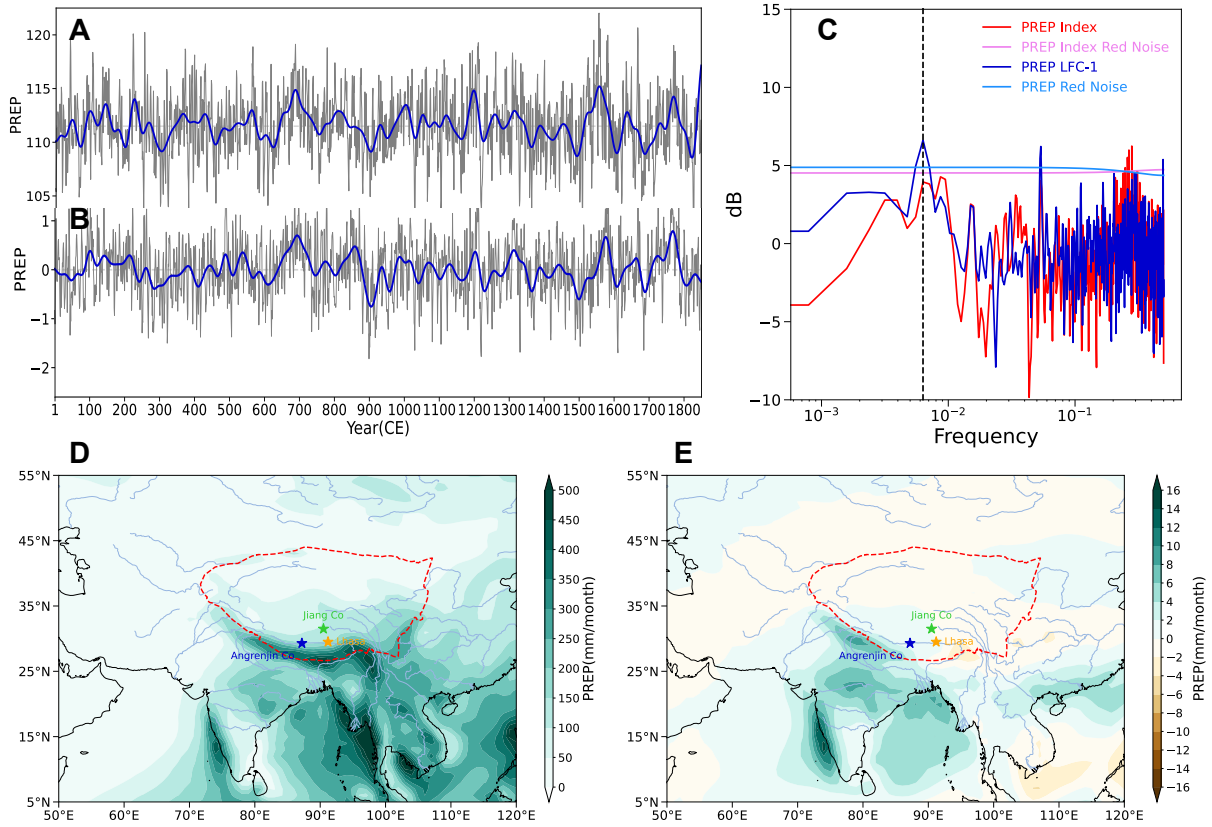 A
120
115
110
105
PREP
B
1
0
−1
−2
PREP
1 100 200 300 400 500 600 700 800 900 1000 1100 1200 1300 1400 1500 1600 1700 1800
Year(CE)
C
PREP Index
PREP Index Red Noise
PREP LFC-1
PREP Red Noise
15
10
5
0
−5
−10
dB
10⁻³ 10⁻² 10⁻¹
Frequency
D
55°N
45°N
35°N
25°N
15°N
5°N
50°E 60°E 70°E 80°E 90°E 100°E 110°E 120°E
Jiang Co
Angrenjin Co
500
450
400
350
300
250
200
150
100
50
0
PREP(mm/month)
E
55°N
45°N
35°N
25°N
15°N
5°N
50°E 60°E 70°E 80°E 90°E 100°E 110°E 120°E
Jiang Co
Lhasa
Angrenjin Co
16
14
12
10
8
6
4
2
0
−2
−4
−6
−8
−10
−12
−14
−16
PREP(mm/month)